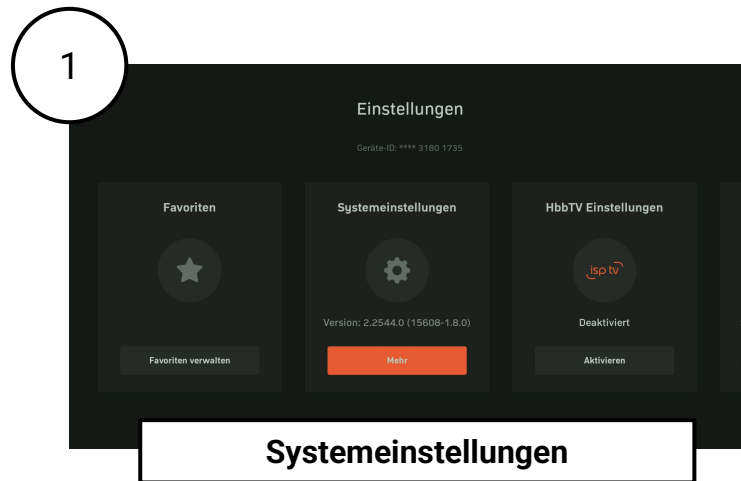 1
Einstellungen
Geräte-ID: **** 3180 1735
Favoriten
Systemeinstellungen
HbbTV Einstellungen
isp tv
Version: 2.2544.0 (15608-1.8.0)
Deaktiviert
Favoriten verwalten
Mehr
Aktivieren
Systemeinstellungen